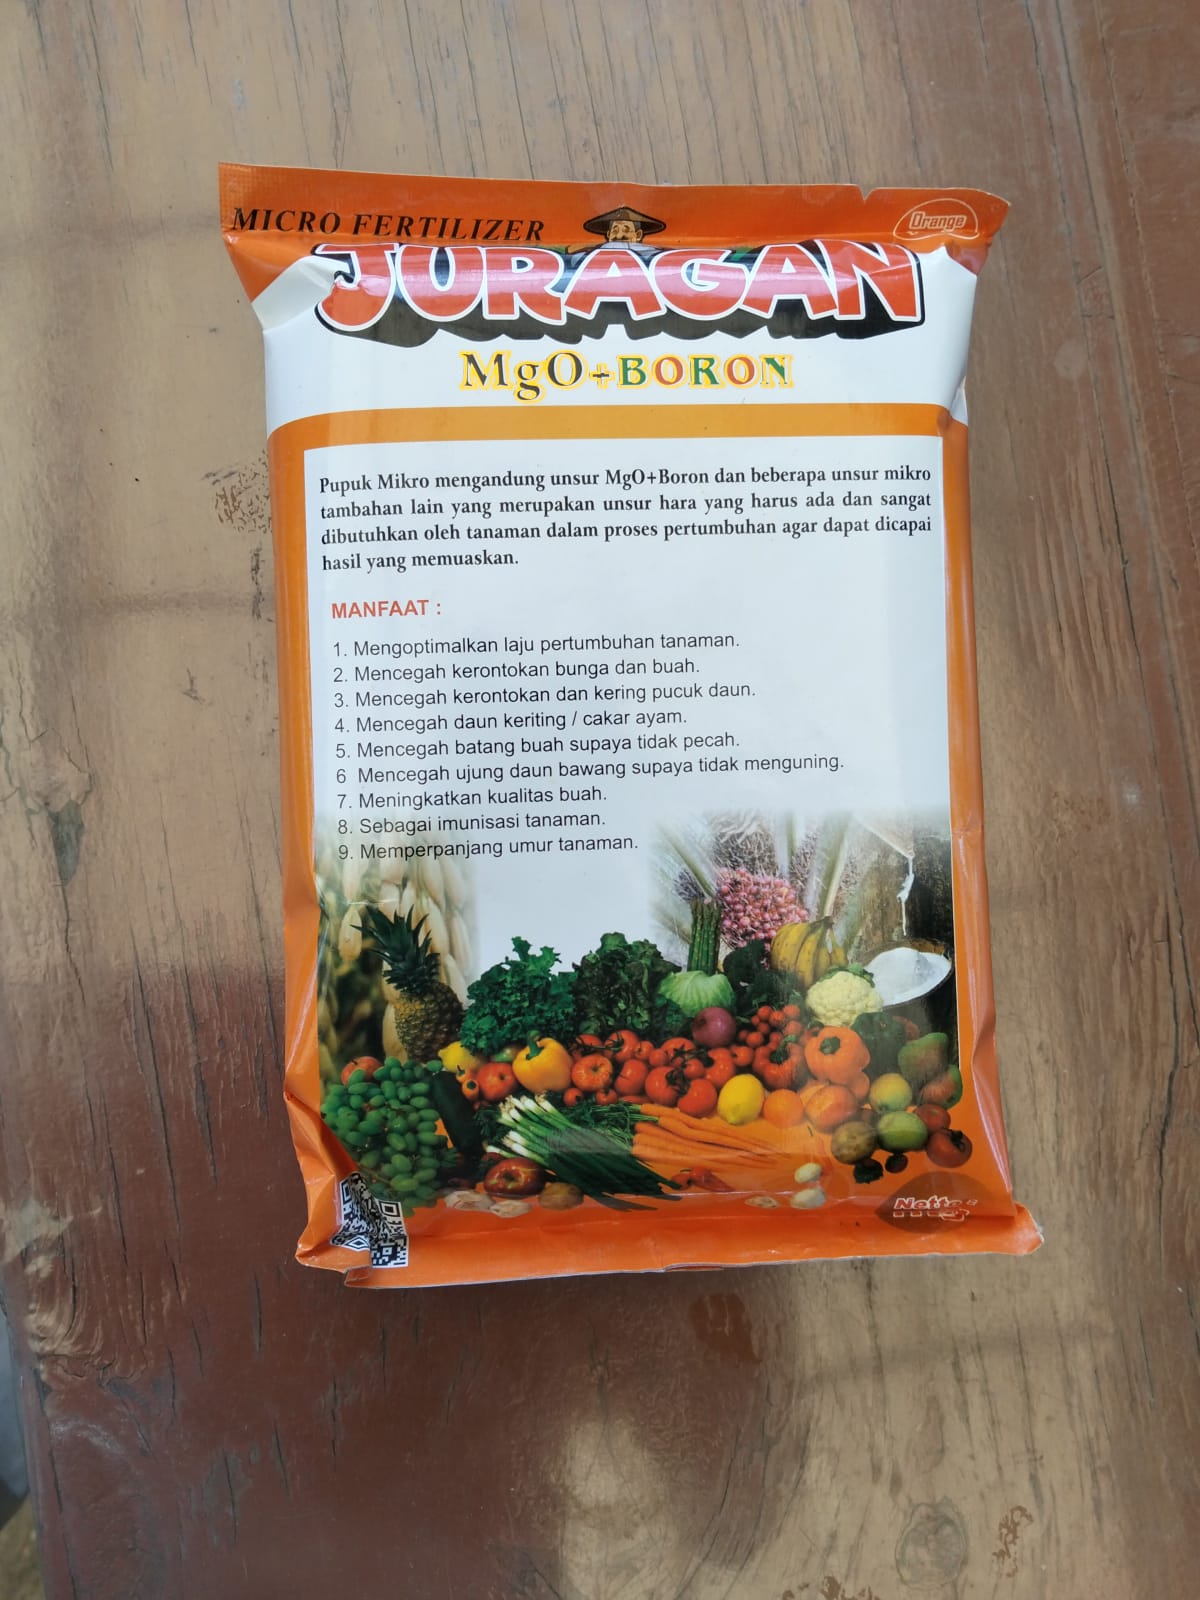 MICRO FERTILIZER
Orange
JURAGAN
MgO+BORON
Pupuk Mikro mengandung unsur MgO+Boron dan beberapa unsur mikro
tambahan lain yang merupakan unsur hara yang harus ada dan sangat
dibutuhkan oleh tanaman dalam proses pertumbuhan agar dapat dicapai
hasil yang memuaskan.
MANFAAT :
1. Mengoptimalkan laju pertumbuhan tanaman.
2. Mencegah kerontokan bunga dan buah.
3. Mencegah kerontokan dan kering pucuk daun.
4. Mencegah daun keriting / cakar ayam.
5. Mencegah batang buah supaya tidak pecah.
6 Mencegah ujung daun bawang supaya tidak menguning.
7. Meningkatkan kualitas buah.
8. Sebagai imunisasi tanaman.
9. Memperpanjang umur tanaman.
Netto :